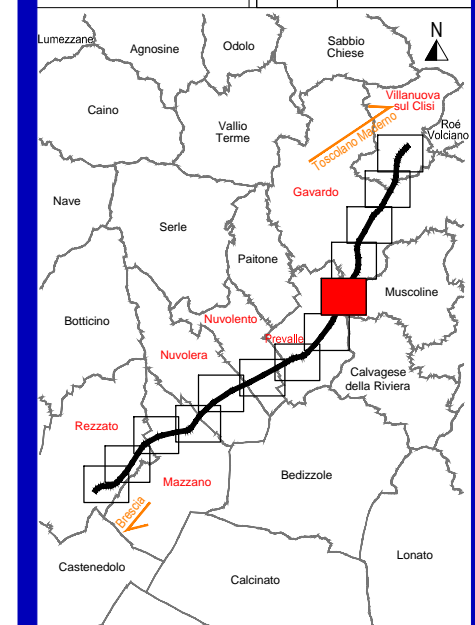 N
Lumezzane
Agnosine
Odolo
Sabbio
Chiese
Caino
Vallio
Terme
Villanuova
sul Clisi
Roé
Volciano
Toscolano Maderno
Gavardo
Nave
Serle
Paitone
Muscoline
Botticino
Nuvolento
Nuvolera
Prevalle
Calvagese
della Riviera
Rezzato
Mazzano
Bedizzole
Brescia
Castenedolo
Calcinato
Lonato